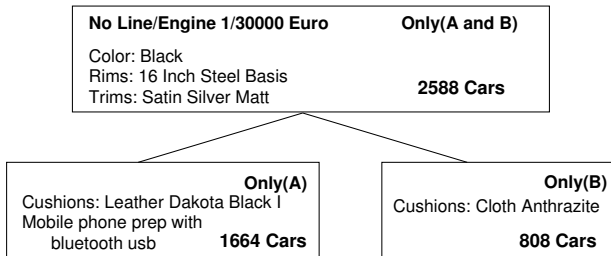 No Line/Engine 1/30000 Euro Only(A and B)
Color: Black
Rims: 16 Inch Steel Basis
Trims: Satin Silver Matt
2588 Cars
Only(A)
Cushions: Leather Dakota Black I
Mobile phone prep with
bluetooth usb 1664 Cars
Only(B)
Cushions: Cloth Anthrazite
808 Cars